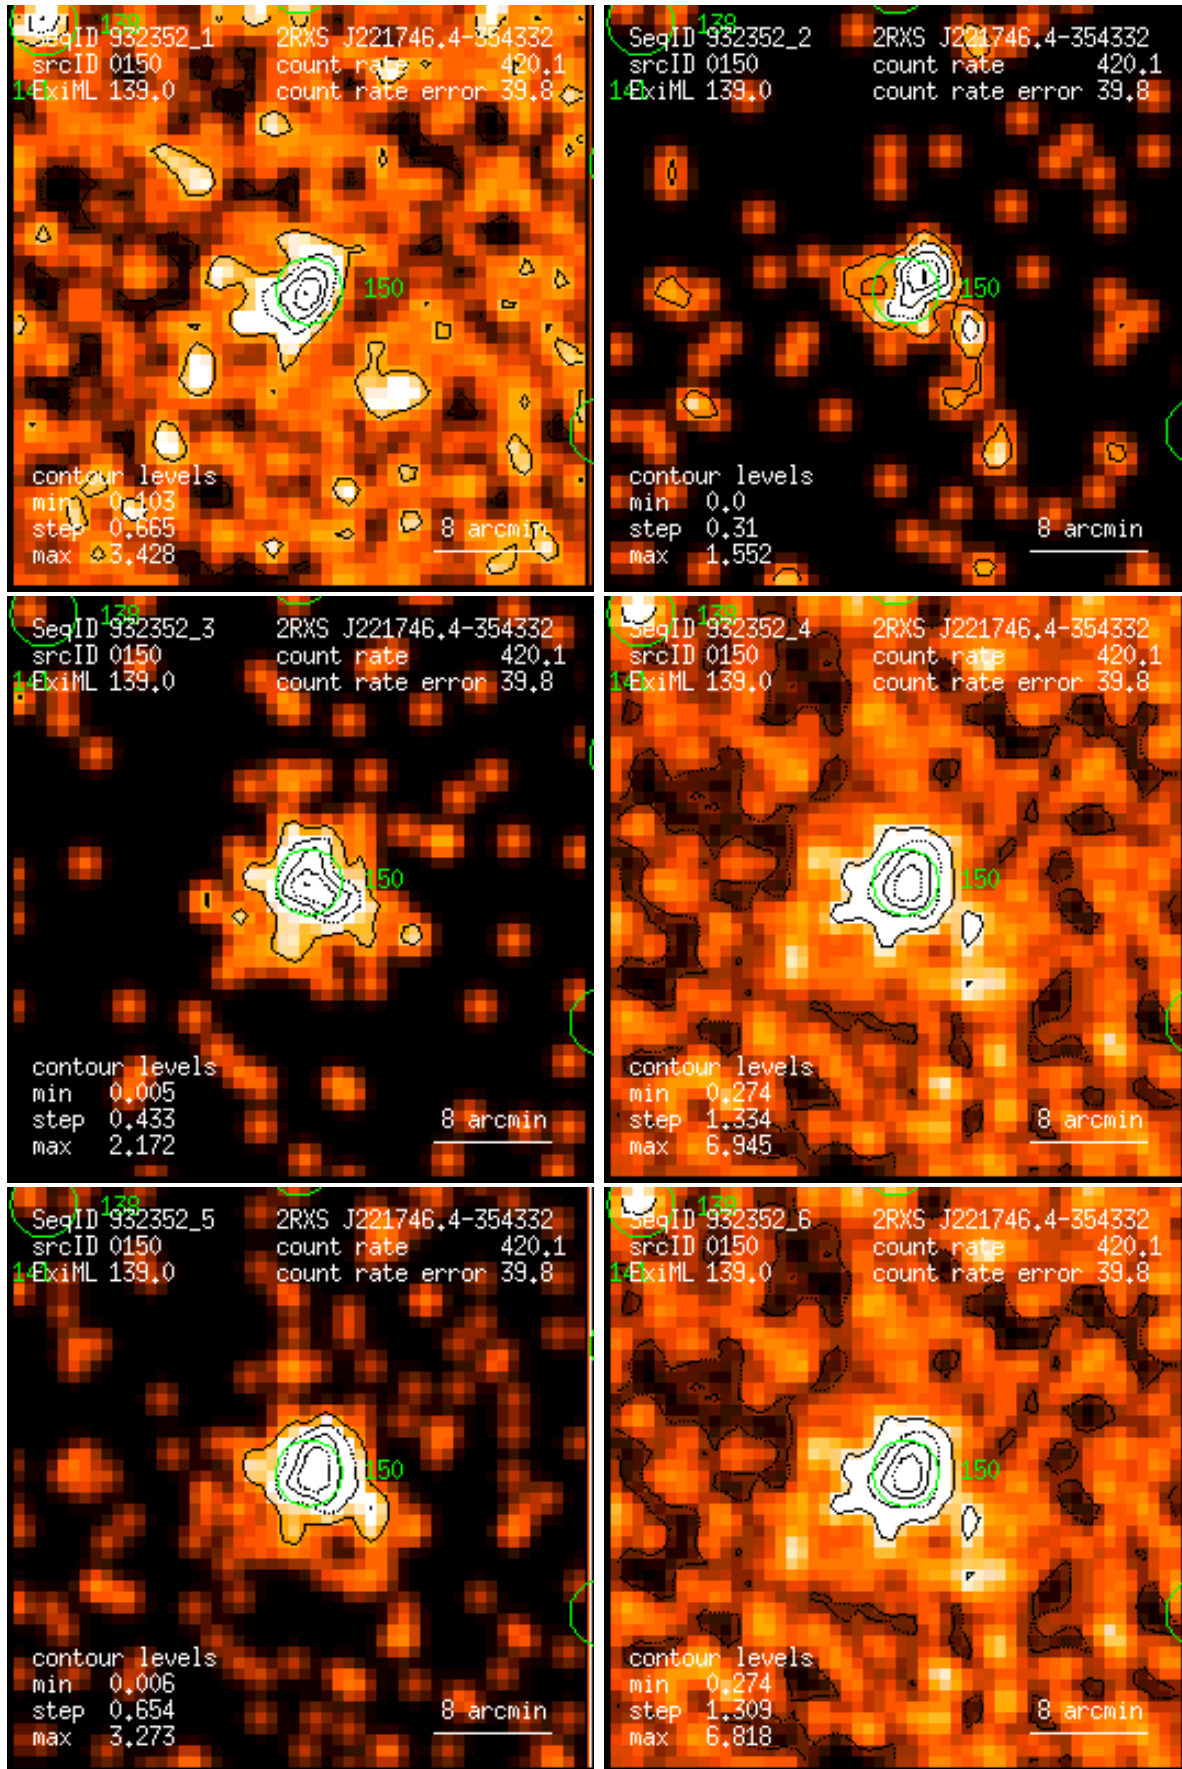 139
SeqID 932352_1 2RXS J221746.4-354332
srcID 0150 count rate 420.1
ExiML 139.0 count rate error 39.8
150
contour levels
min 0.103
step 0.665
max 3.428
8 arcmin
139
SeqID 932352_2 2RXS J221746.4-354332
srcID 0150 count rate 420.1
ExiML 139.0 count rate error 39.8
150
contour levels
min 0.0
step 0.31
max 1.552
8 arcmin
139
SeqID 932352_3 2RXS J221746.4-354332
srcID 0150 count rate 420.1
ExiML 139.0 count rate error 39.8
150
contour levels
min 0.005
step 0.433
max 2.172
8 arcmin
139
SeqID 932352_4 2RXS J221746.4-354332
srcID 0150 count rate 420.1
ExiML 139.0 count rate error 39.8
150
contour levels
min 0.274
step 1.334
max 6.945
8 arcmin
139
SeqID 932352_5 2RXS J221746.4-354332
srcID 0150 count rate 420.1
ExiML 139.0 count rate error 39.8
150
contour levels
min 0.006
step 0.654
max 3.273
8 arcmin
139
SeqID 932352_6 2RXS J221746.4-354332
srcID 0150 count rate 420.1
ExiML 139.0 count rate error 39.8
150
contour levels
min 0.274
step 1.309
max 6.818
8 arcmin